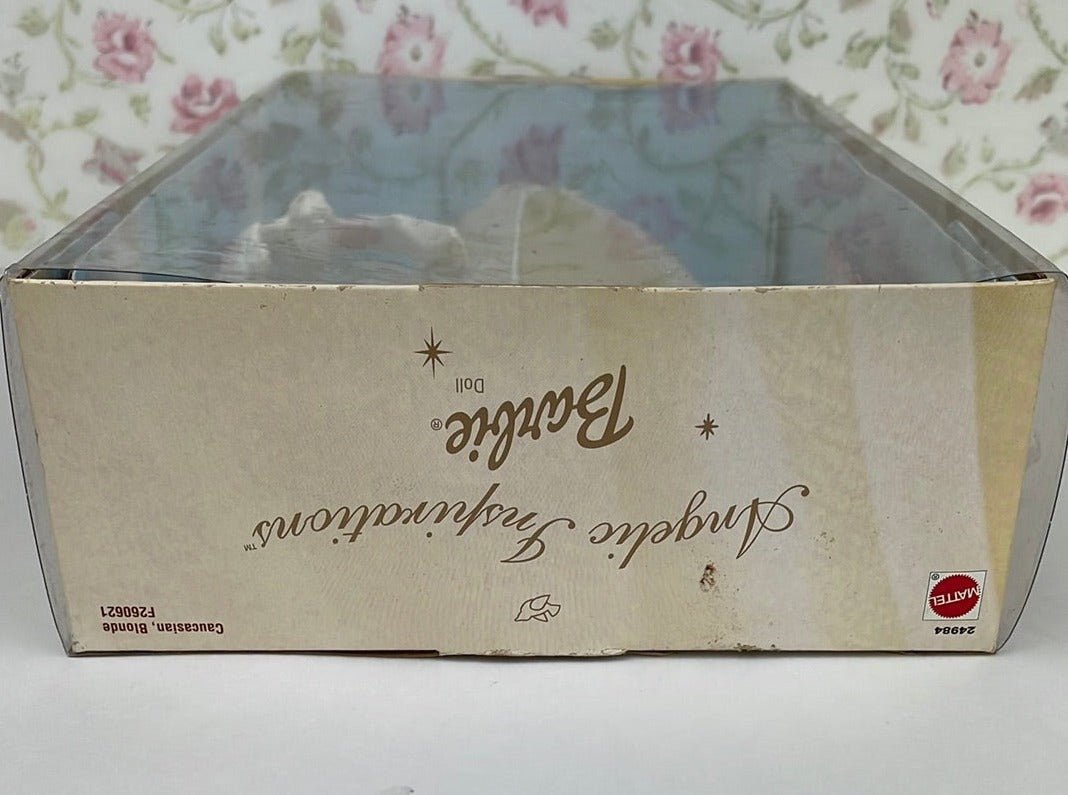 24984
MATTEL
®
Angelic Inspirations™
Barbie®
Doll
Caucasian, Blonde
F260621